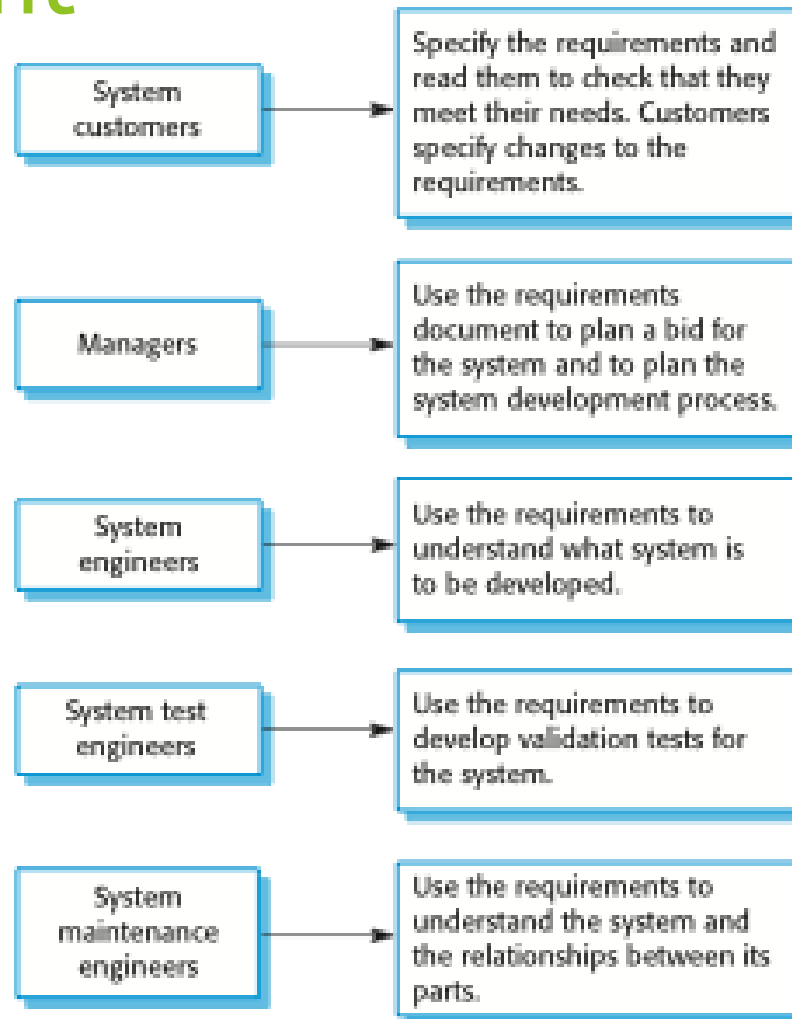 System
customers
Specify the requirements and
read them to check that they
meet their needs. Customers
specify changes to the
requirements.
Managers
Use the requirements
document to plan a bid for
the system and to plan the
system development process.
System
engineers
Use the requirements to
understand what system is
to be developed.
System test
engineers
Use the requirements to
develop validation tests for
the system.
System
maintenance
engineers
Use the requirements to
understand the system and
the relationships between its
parts.